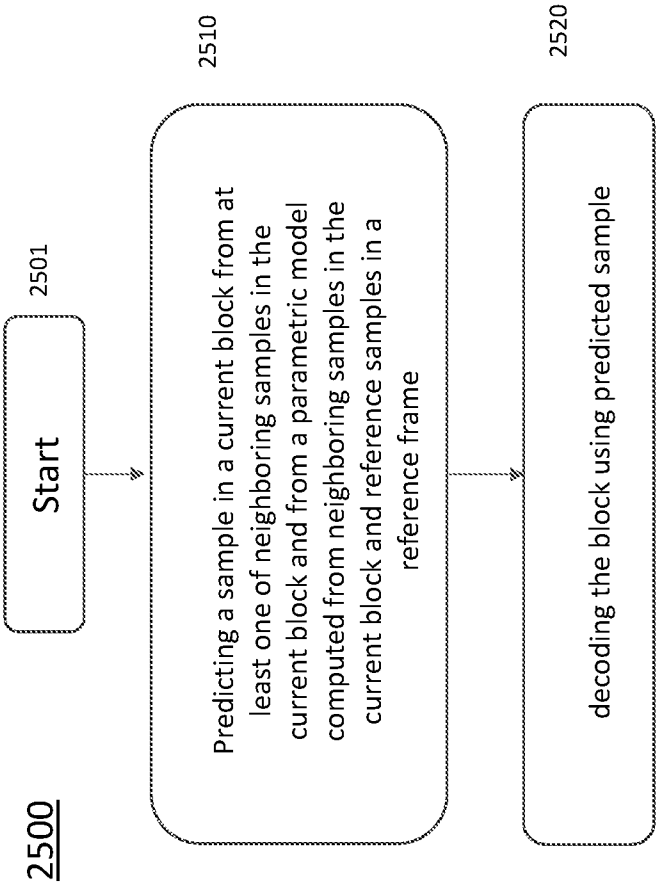 2500
Start
2501
Predicting a sample in a current block from at
least one of neighboring samples in the
current block and from a parametric model
computed from neighboring samples in the
current block and reference samples in a
reference frame
2510
decoding the block using predicted sample
2520